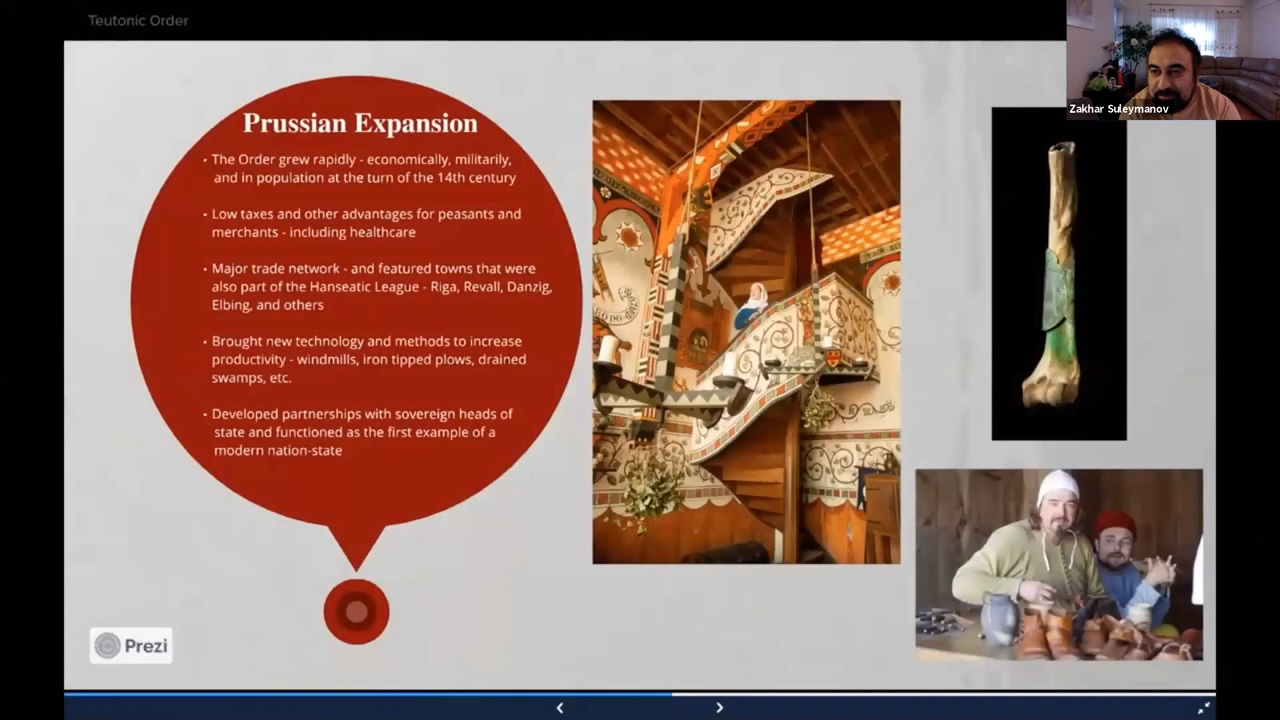 Teutonic Order
Zakhar Suleymanov
Prussian Expansion
• The Order grew rapidly - economically, militarily,
and in population at the turn of the 14th century
• Low taxes and other advantages for peasants and
merchants - including healthcare
• Major trade network - and featured towns that were
also part of the Hanseatic League - Riga, Revall, Danzig,
Elbing, and others
• Brought new technology and methods to increase
productivity - windmills, iron tipped plows, drained
swamps, etc.
• Developed partnerships with sovereign heads of
state and functioned as the first example of a
modern nation-state
Prezi